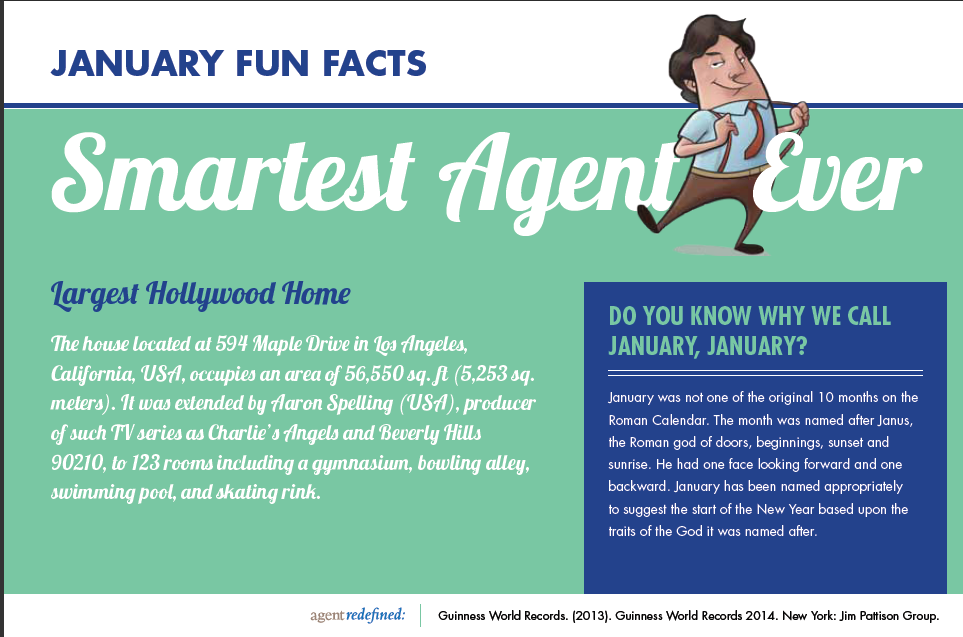 JANUARY FUN FACTS
Smartest Agent Ever
Largest Hollywood Home
The house located at 594 Maple Drive in Los Angeles,
California, USA, occupies an area of 56,550 sq. ft (5,253 sq.
meters). It was extended by Aaron Spelling (USA), producer
of such TV series as Charlie's Angels and Beverly Hills
90210, to 123 rooms including a gymnasium, bowling alley,
swimming pool, and skating rink.
DO YOU KNOW WHY WE CALL
JANUARY, JANUARY?
January was not one of the original 10 months on the
Roman Calendar. The month was named after Janus,
the Roman god of doors, beginnings, sunset and
sunrise. He had one face looking forward and one
backward. January has been named appropriately
to suggest the start of the New Year based upon the
traits of the God it was named after.
agentredefined:
Guinness World Records. (2013). Guinness World Records 2014. New York: Jim Pattison Group.